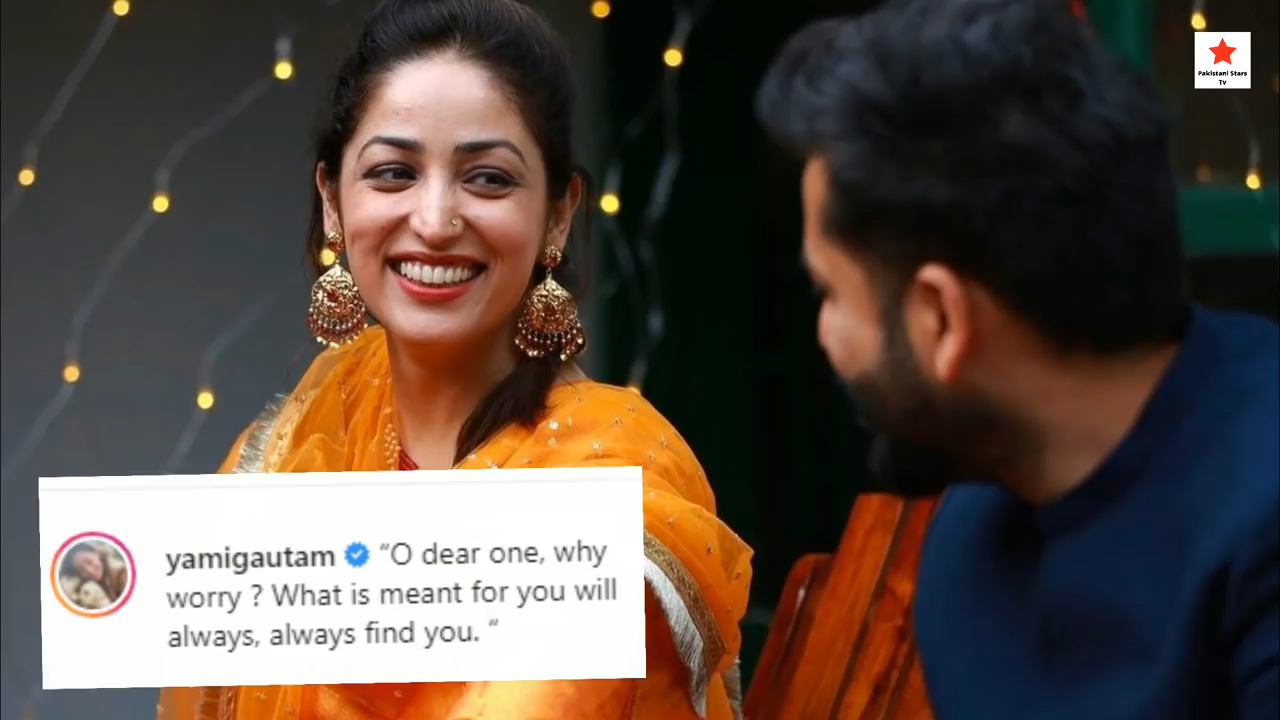 Pakistani Stars
Tv
yamigautam “O dear one, why
worry ? What is meant for you will
always, always find you. “